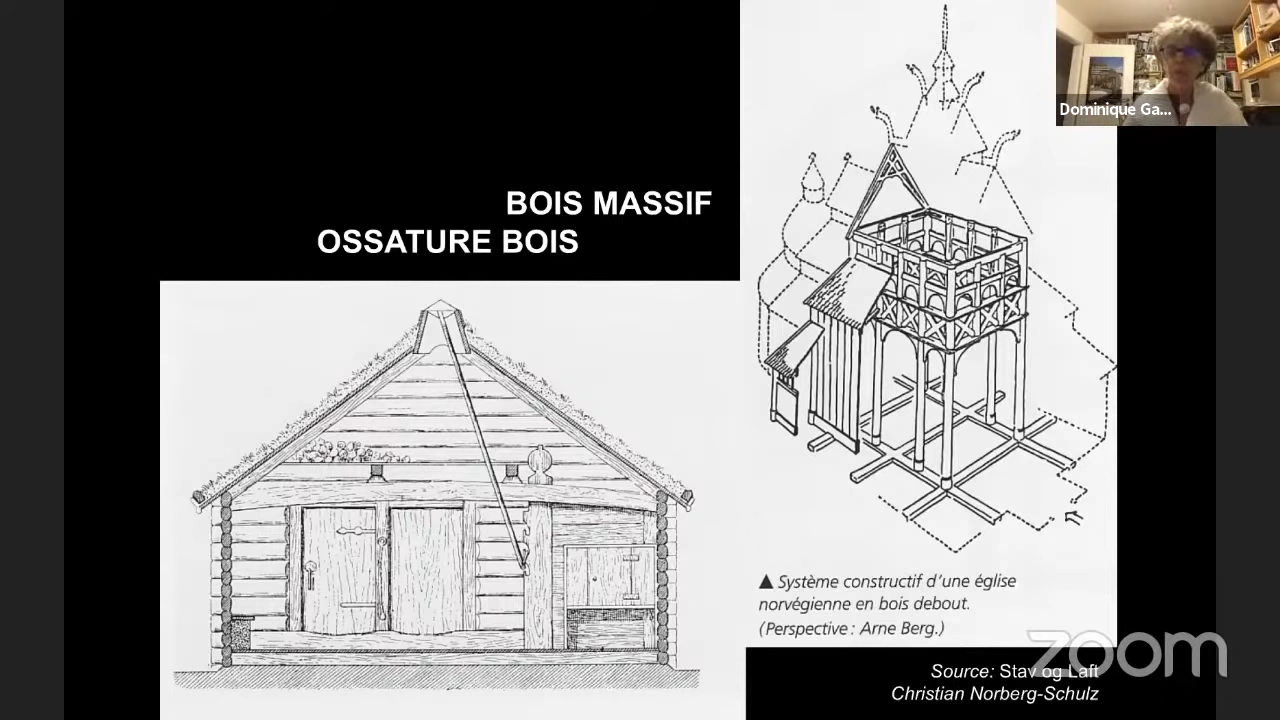 BOIS MASSIF
OSSATURE BOIS
Dominique Ga...
▲ Système constructif d'une église
norvégienne en bois debout.
(Perspective : Arne Berg.)
Source: Stav og Laft
Christian Norberg-Schulz
zoom